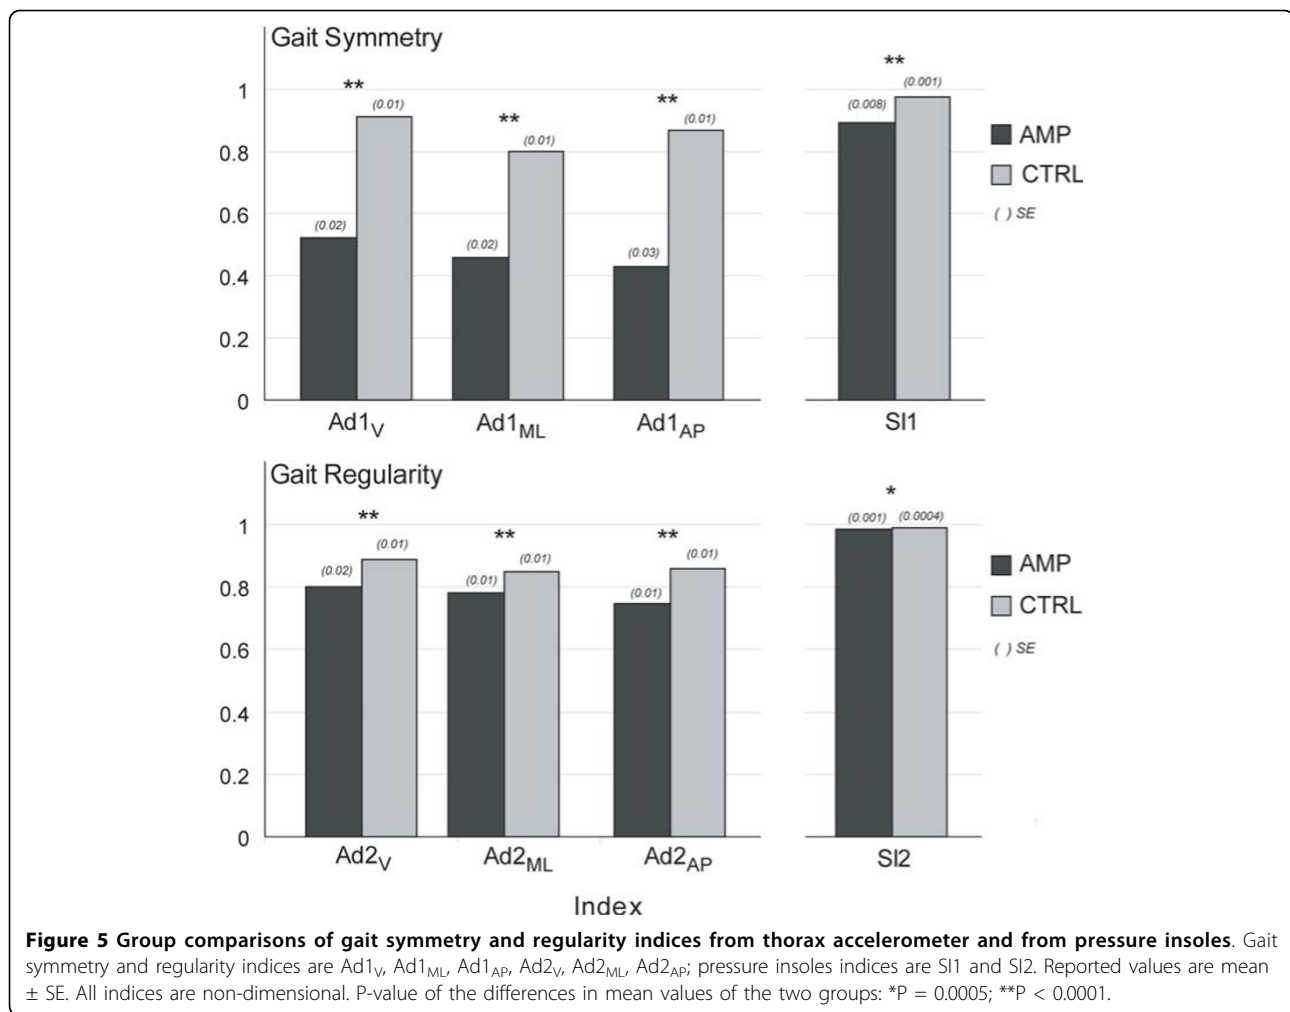 Gait Symmetry
1
0.8
0.6
0.4
0.2
0
**
(0.02)
(0.01)
**
(0.02)
(0.01)
**
(0.03)
(0.01)
**
(0.008)
(0.001)
AMP
CTRL
( ) SE
Ad1V
Ad1ML
Ad1AP
SI1
Gait Regularity
1
0.8
0.6
0.4
0.2
0
**
(0.02)
(0.01)
**
(0.01)
(0.01)
**
(0.01)
(0.01)
*
(0.001)
(0.0004)
AMP
CTRL
( ) SE
Ad2V
Ad2ML
Ad2AP
SI2
Index
Figure 5 Group comparisons of gait symmetry and regularity indices from thorax accelerometer and from pressure insoles. Gait
symmetry and regularity indices are Ad1V, Ad1ML, Ad1AP, Ad2V, Ad2ML, Ad2AP; pressure insoles indices are SI1 and SI2. Reported values are mean
± SE. All indices are non-dimensional. P-value of the differences in mean values of the two groups: *P = 0.0005; **P < 0.0001.